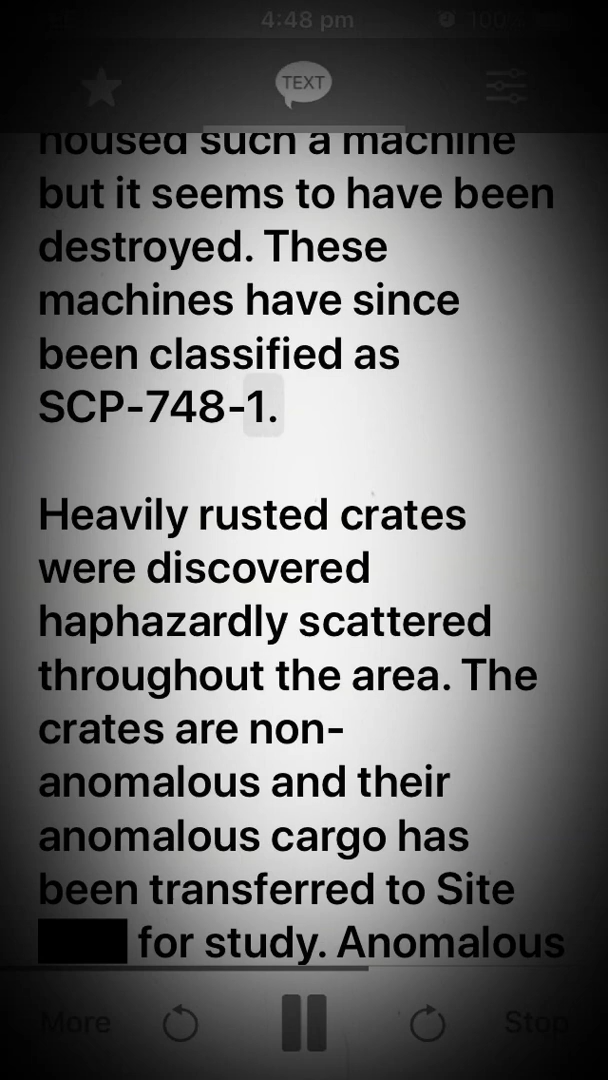 4:48 pm
100
TEXT
housed such a machine
but it seems to have been
destroyed. These
machines have since
been classified as
SCP-748-1.
Heavily rusted crates
were discovered
haphazardly scattered
throughout the area. The
crates are non-
anomalous and their
anomalous cargo has
been transferred to Site
for study. Anomalous
More
Stop